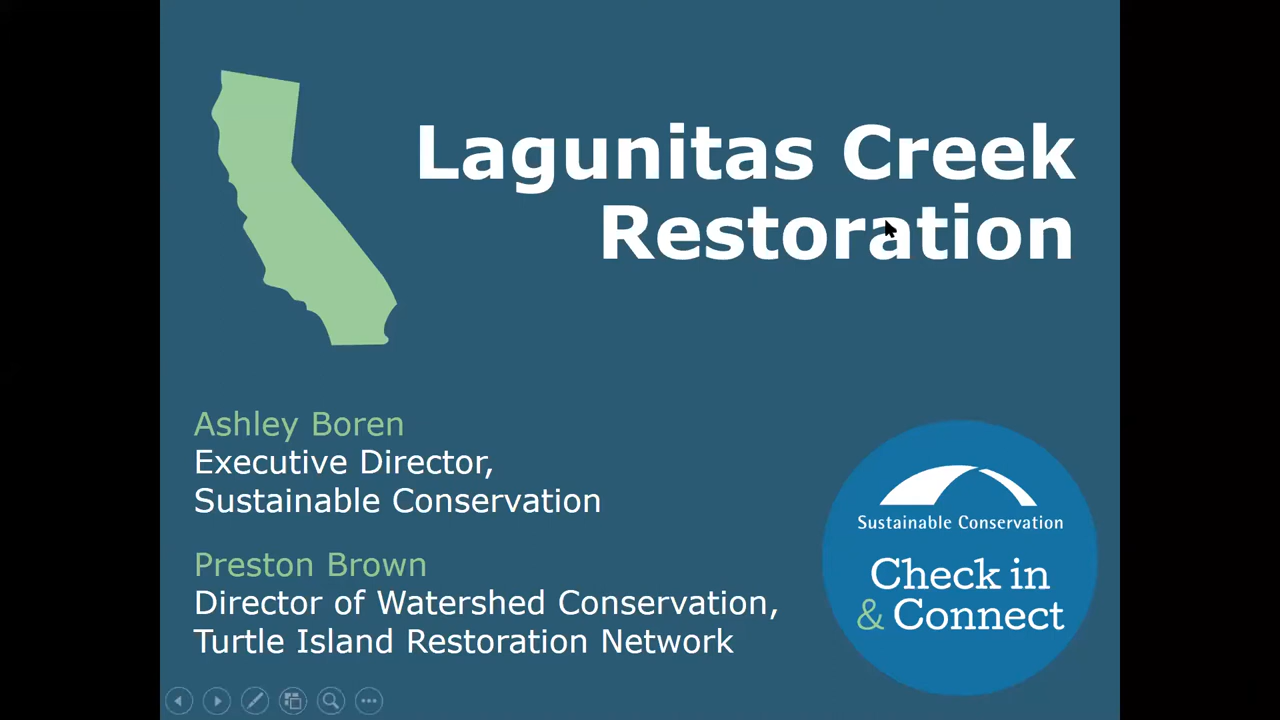 Lagunitas Creek
Restoration
Ashley Boren
Executive Director,
Sustainable Conservation
Preston Brown
Director of Watershed Conservation,
Turtle Island Restoration Network
Sustainable Conservation
Check in
& Connect